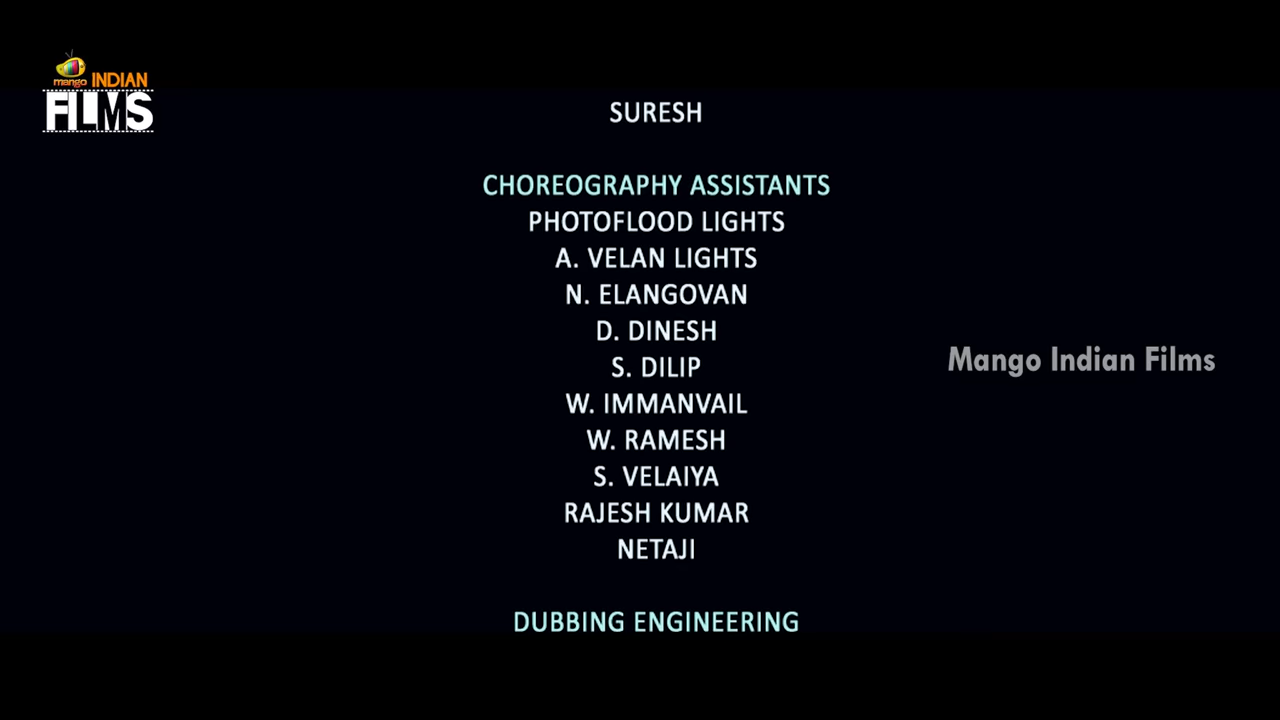 mango INDIAN
FILMS
SURESH
CHOREOGRAPHY ASSISTANTS
PHOTOFLOOD LIGHTS
A. VELAN LIGHTS
N. ELANGOVAN
D. DINESH
S. DILIP
W. IMMANVAIL
W. RAMESH
S. VELAIYA
RAJESH KUMAR
NETAJI
DUBBING ENGINEERING
Mango Indian Films